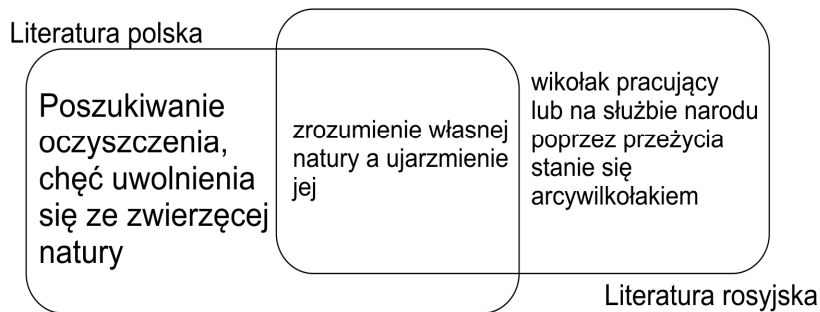 Literatura polska
Poszukiwanie
oczyszczenia,
chęć uwolnienia
się ze zwierzęcej
natury
zrozumienie własnej
natury a ujarzmienie
jej
wikołak pracujący
lub na służbie narodu
poprzez przeżycia
stanie się
arcywilkołakiem
Literatura rosyjska